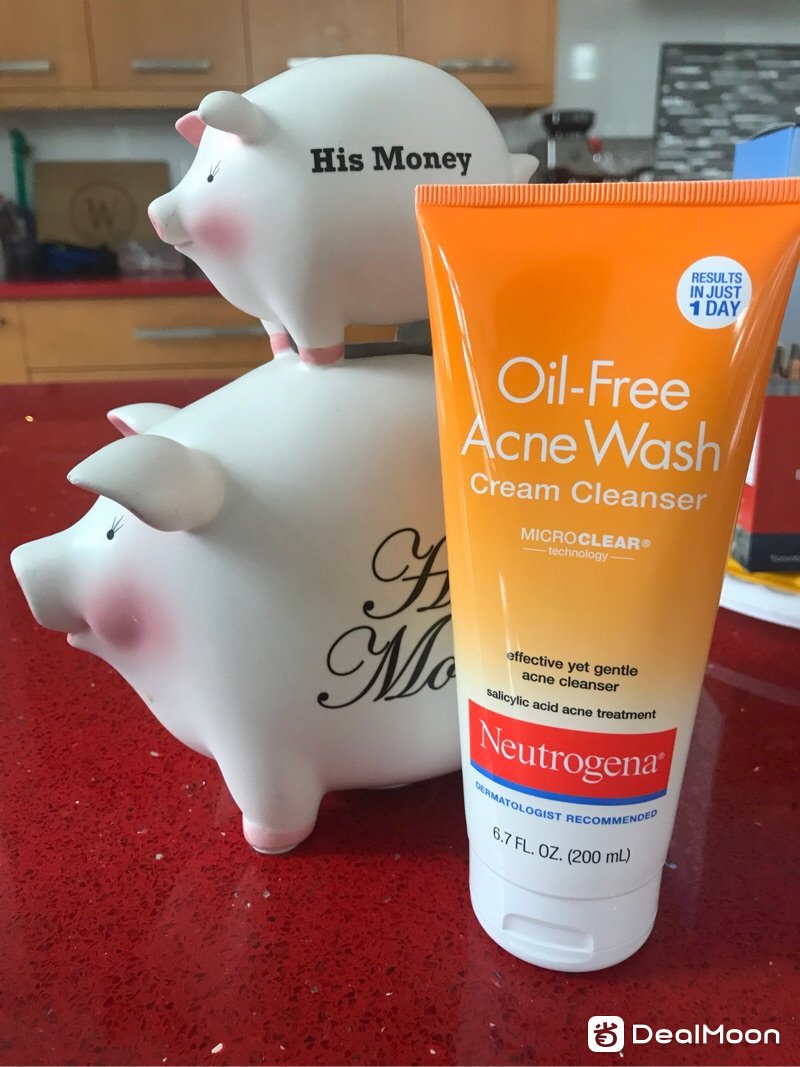 His Money
RESULTS
IN JUST
1 DAY
Oil-Free
Acne Wash
Cream Cleanser
MICROCLEAR®
technology
effective yet gentle
acne cleanser
salicylic acid acne treatment
Neutrogena®
DERMATOLOGIST RECOMMENDED
6.7 FL. OZ. (200 mL)
W
DealMoon